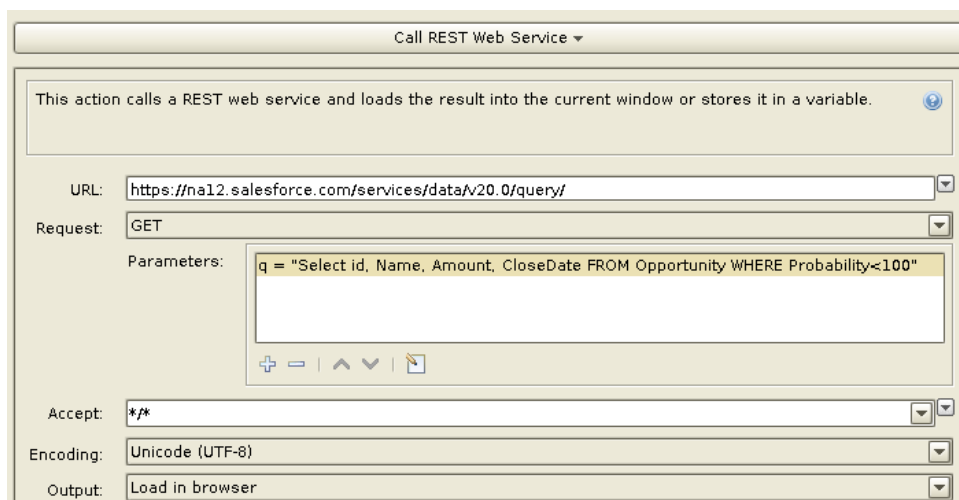 Call REST Web Service
This action calls a REST web service and loads the result into the current window or stores it in a variable.
URL: https://na12.salesforce.com/services/data/v20.0/query/
Request: GET
Parameters: q = "Select id, Name, Amount, CloseDate FROM Opportunity WHERE Probability<100"
Accept: */*
Encoding: Unicode (UTF-8)
Output: Load in browser